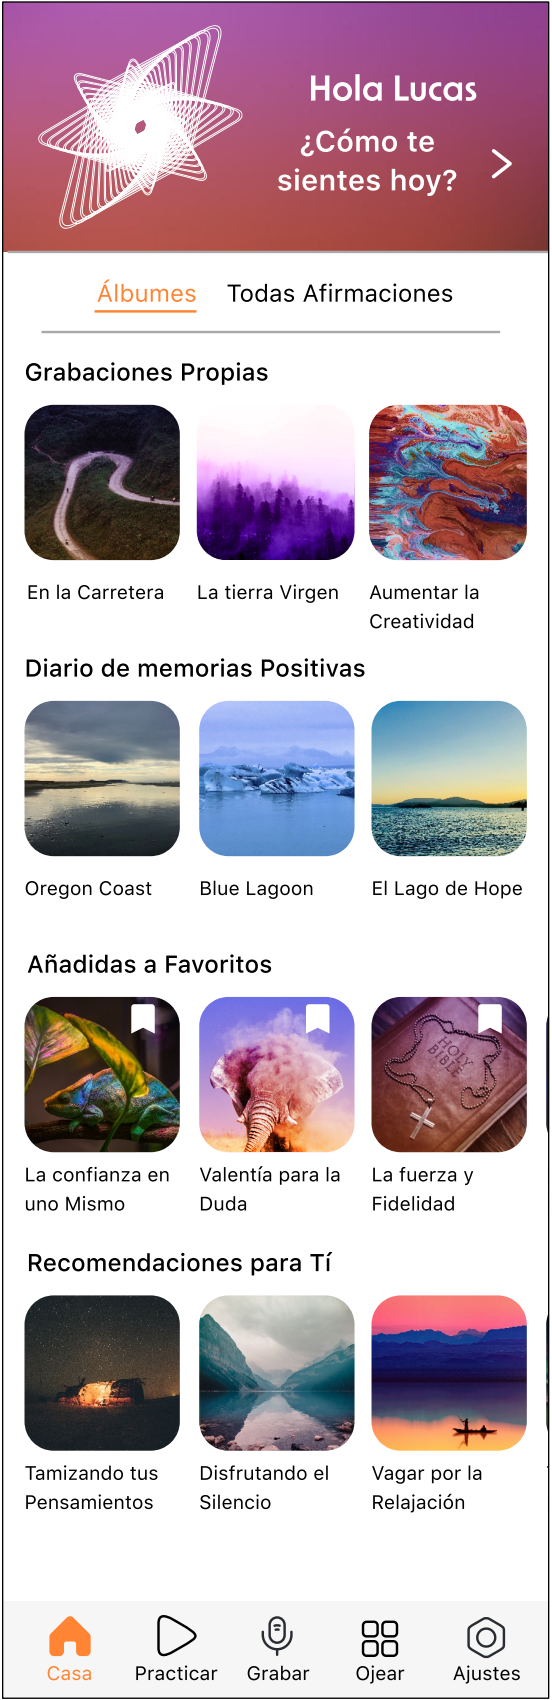 Hola Lucas
¿Cómo te
sientes hoy?
Álbumes Todas Afirmaciones
Grabaciones Propias
En la Carretera
La tierra Virgen
Aumentar la
Creatividad
Diario de memorias Positivas
Oregon Coast
Blue Lagoon
El Lago de Hope
Añadidas a Favoritos
HOLY
BIBLE
La confianza en
uno Mismo
Valentía para la
Duda
La fuerza y
Fidelidad
Recomendaciones para Tí
Tamizando tus
Pensamientos
Disfrutando el
Silencio
Vagar por la
Relajación
Casa
Practicar
Grabar
Ojear
Ajustes